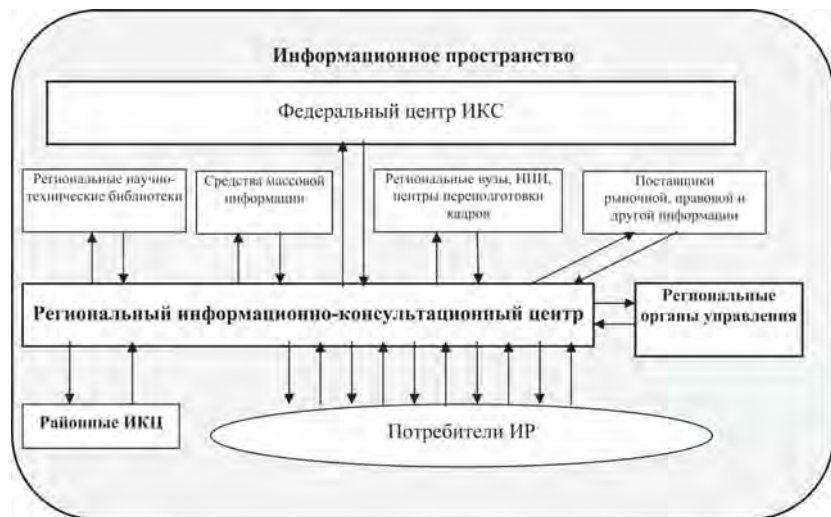 Информационное пространство
Федеральный центр ИКС
Региональные научно-
технические библиотеки
Средства массовой
информации
Региональные вузы, НИИ,
центры переподготовки
кадров
Поставщики
рыночной, правовой и
другой информации
Региональный информационно-консультационный центр
Региональные
органы управления
Районные ИКЦ
Потребители ИР